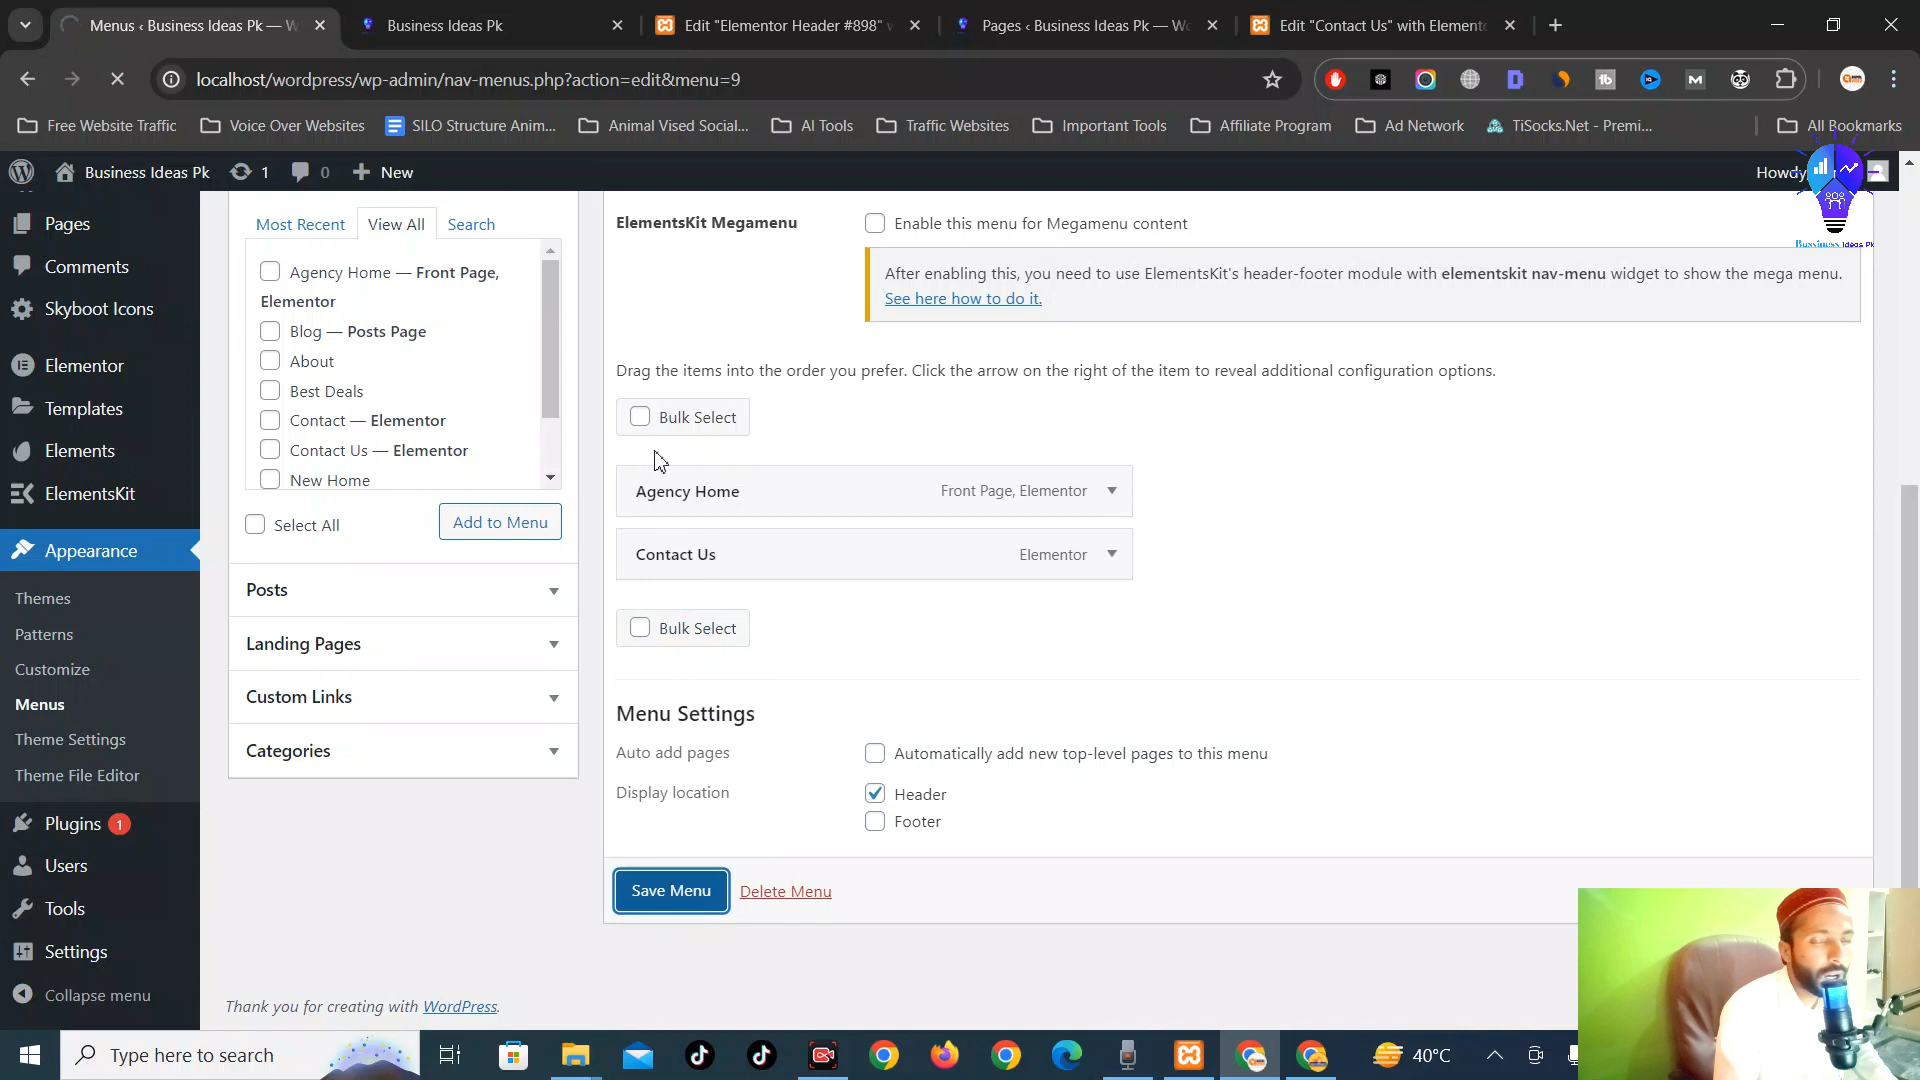 Menus ‹ Business Ideas Pk — W
Business Ideas Pk
Edit "Elementor Header #898" w
Pages ‹ Business Ideas Pk — Wo
Edit "Contact Us" with Elemento
localhost/wordpress/wp-admin/nav-menus.php?action=edit&menu=9
Free Website Traffic
Voice Over Websites
SILO Structure Anim...
Animal Vised Social...
AI Tools
Traffic Websites
Important Tools
Affiliate Program
Ad Network
TiSocks.Net - Premi...
All Bookmarks
Business Ideas Pk
1
0
New
Howdy,
Bussiness Ideas Pk
Pages
Comments
Skyboot Icons
Elementor
Templates
Elements
ElementsKit
Appearance
Themes
Patterns
Customize
Menus
Theme Settings
Theme File Editor
Plugins 1
Users
Tools
Settings
Collapse menu
Most Recent
View All
Search
Agency Home — Front Page,
Elementor
Blog — Posts Page
About
Best Deals
Contact — Elementor
Contact Us — Elementor
New Home
Select All
Add to Menu
Posts
Landing Pages
Custom Links
Categories
ElementsKit Megamenu
Enable this menu for Megamenu content
After enabling this, you need to use ElementsKit's header-footer module with elementskit nav-menu widget to show the mega menu.
See here how to do it.
Drag the items into the order you prefer. Click the arrow on the right of the item to reveal additional configuration options.
Bulk Select
Agency Home
Front Page, Elementor
Contact Us
Elementor
Bulk Select
Menu Settings
Auto add pages
Automatically add new top-level pages to this menu
Display location
Header
Footer
Save Menu
Delete Menu
Thank you for creating with WordPress.
Type here to search
40°C